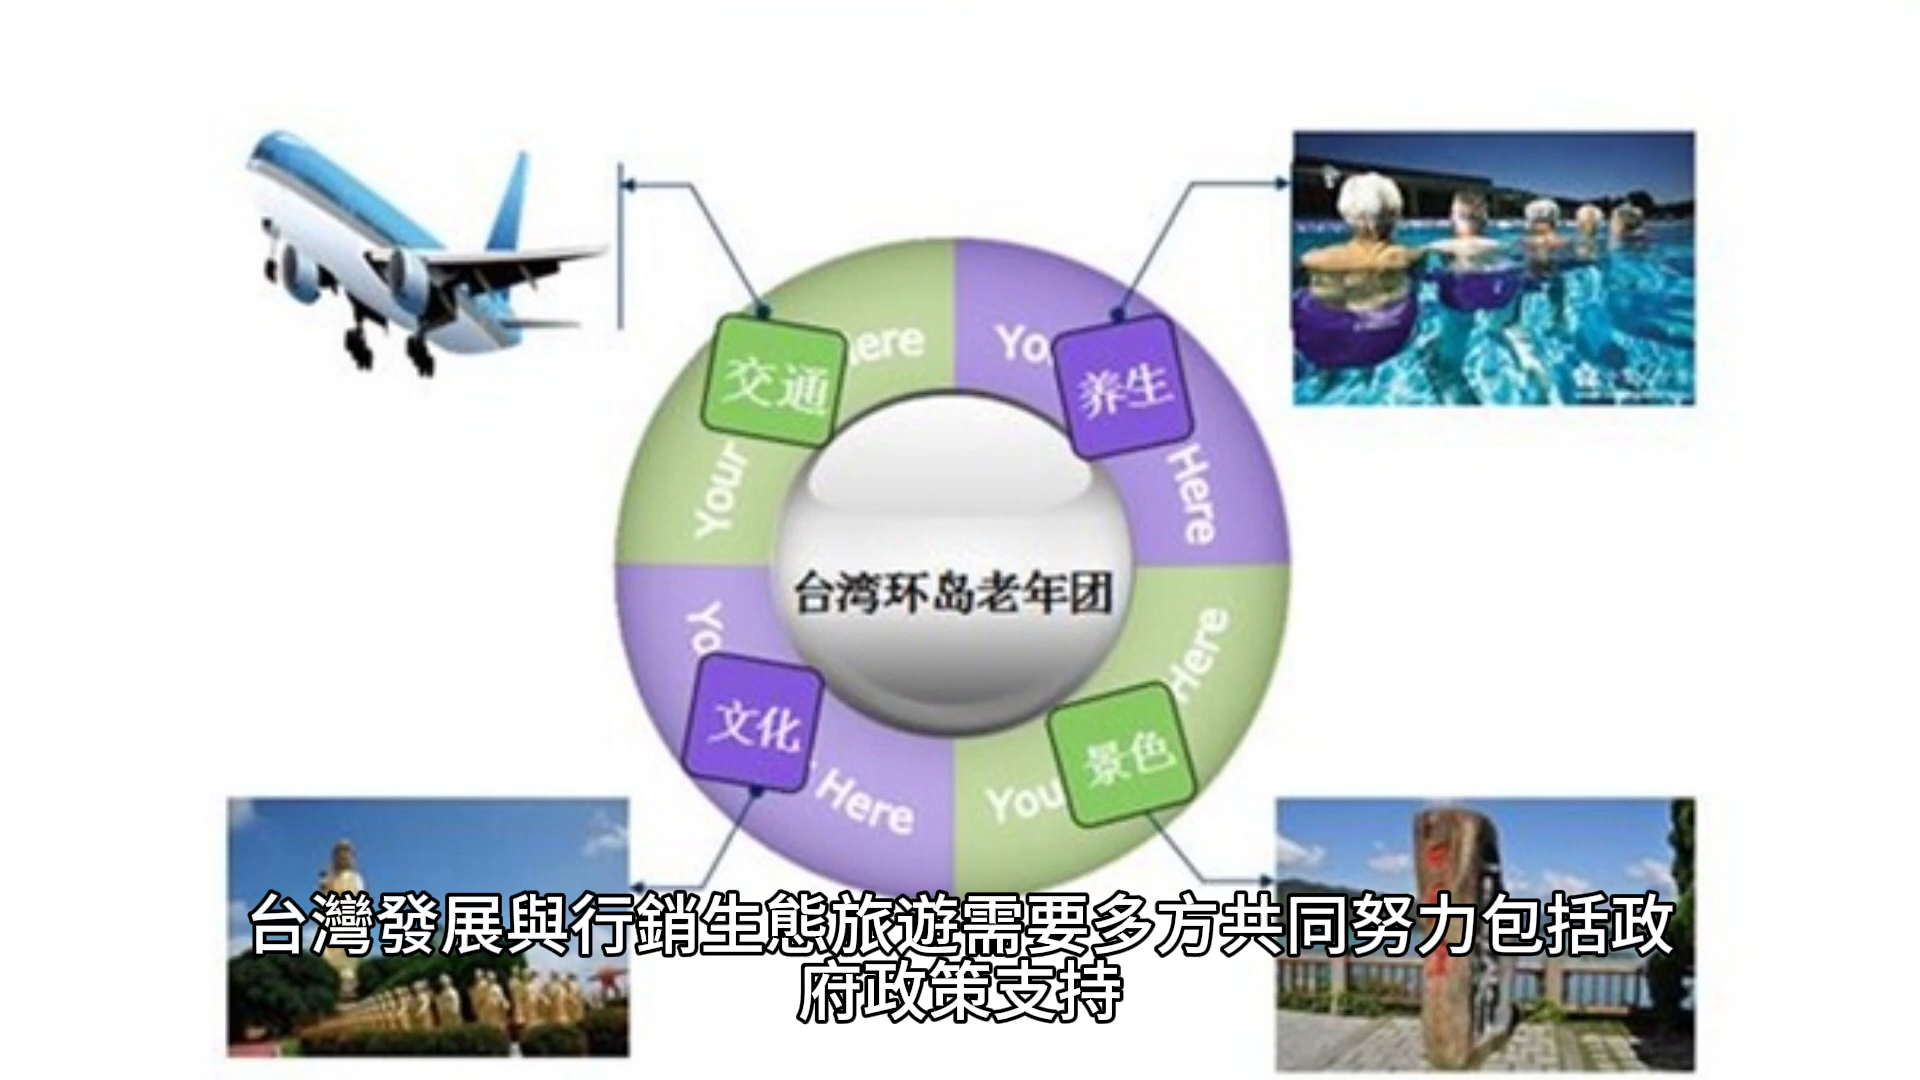 交通
here
Your
养生
Yo
Here
台湾环岛老年团
文化
Yo
Here
景色
You
Here
台灣發展與行銷生態旅遊需要多方共同努力包括政
府政策支持